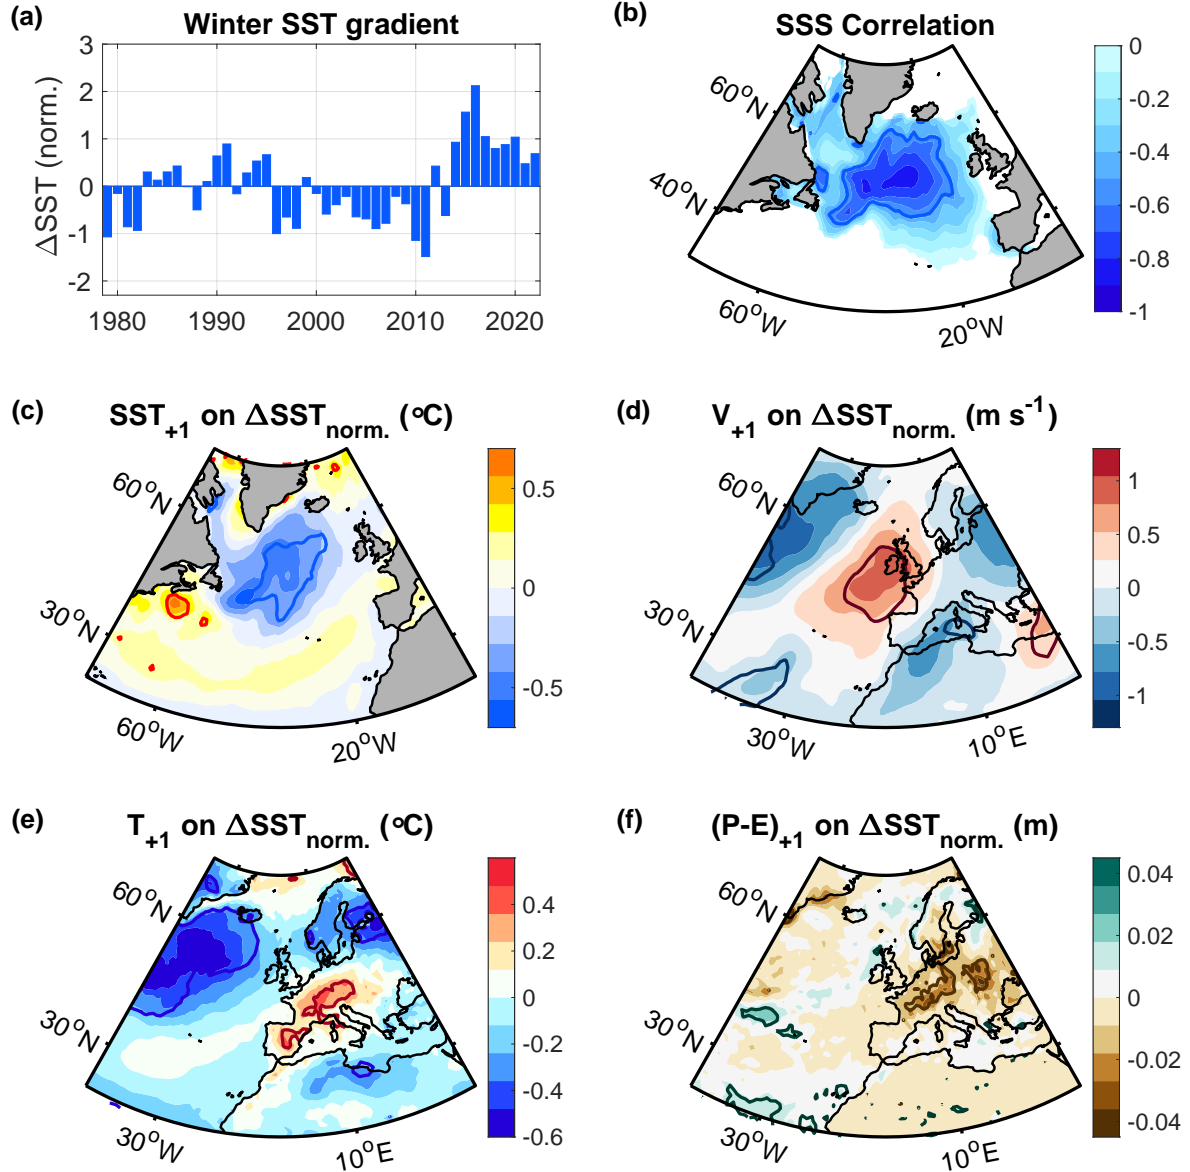 (a)
Winter SST gradient
ΔSST (norm.)
3
2
1
0
-1
-2
1980 1990 2000 2010 2020
(b)
SSS Correlation
60°N
40°N
60°W
20°W
0
-0.2
-0.4
-0.6
-0.8
-1
(c)
SST+1 on ΔSSTnorm. (°C)
60°N
30°N
60°W
20°W
0.5
0
-0.5
(d)
V+1 on ΔSSTnorm. (m s-1)
60°N
30°N
30°W
10°E
1
0.5
0
-0.5
-1
(e)
T+1 on ΔSSTnorm. (°C)
60°N
30°N
30°W
10°E
0.4
0.2
0
-0.2
-0.4
-0.6
(f)
(P-E)+1 on ΔSSTnorm. (m)
60°N
30°N
30°W
10°E
0.04
0.02
0
-0.02
-0.04